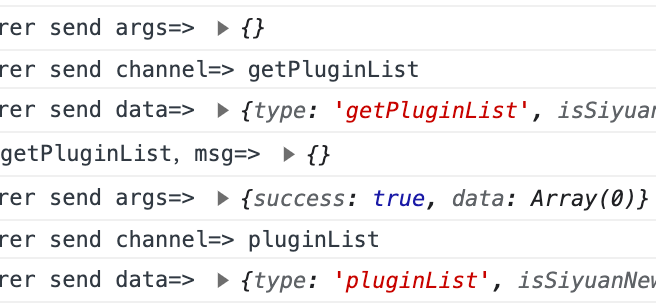 rer send args=> ▶ {}
rer send channel=> getPluginList
rer send data=> ▶ {type: 'getPluginList', isSiyuan
getPluginList, msg=> ▶ {}
rer send args=> ▶ {success: true, data: Array(0)}
rer send channel=> pluginList
rer send data=> ▶ {type: 'pluginList', isSiyuanNew